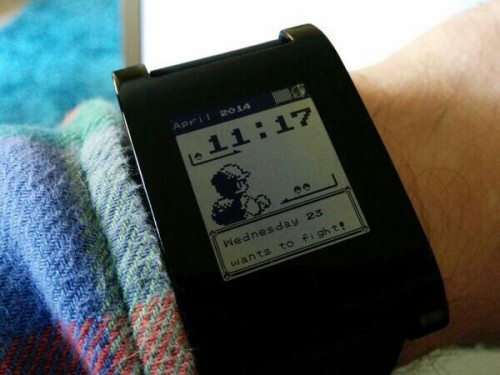 April 2014
11:17
Wednesday 23
wants to fight!